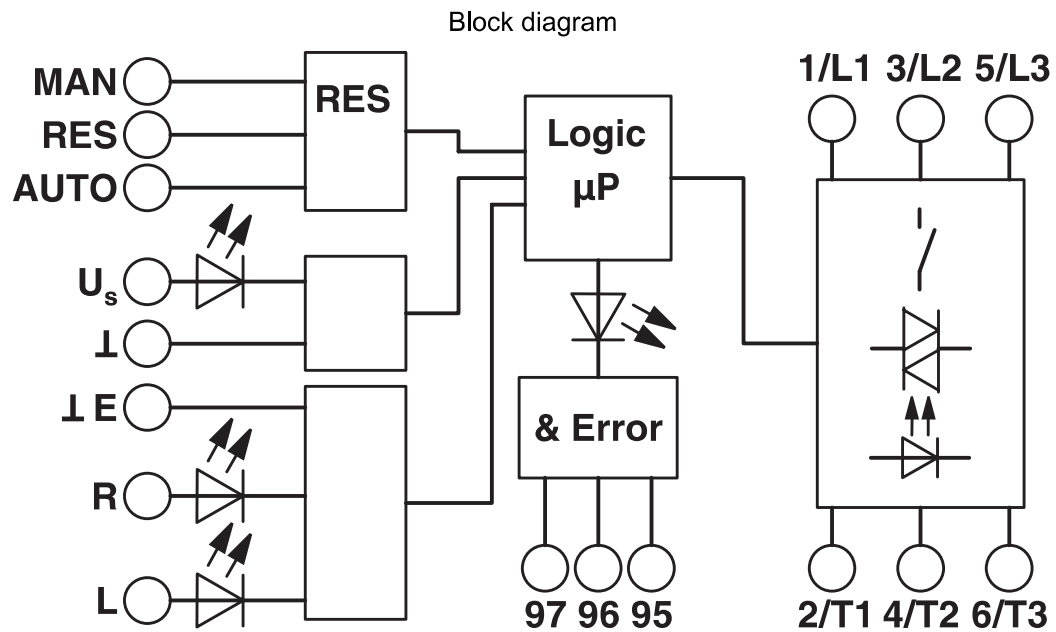 Block diagram
MAN
RES
AUTO
RES
Us
⊥
⊥ E
R
L
Logic
µP
& Error
97 96 95
1/L1 3/L2 5/L3
2/T1 4/T2 6/T3